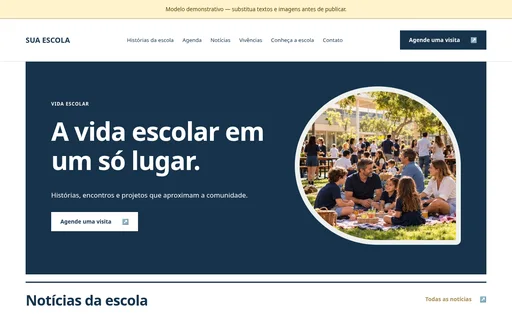 Modelo demonstrativo — substitua textos e imagens antes de publicar.
SUA ESCOLA
Histórias da escola
Agenda
Notícias
Vivências
Conheça a escola
Contato
Agende uma visita ↗
VIDA ESCOLAR
A vida escolar em
um só lugar.
Histórias, encontros e projetos que aproximam a comunidade.
Agende uma visita ↗
Notícias da escola
Todas as notícias ↗